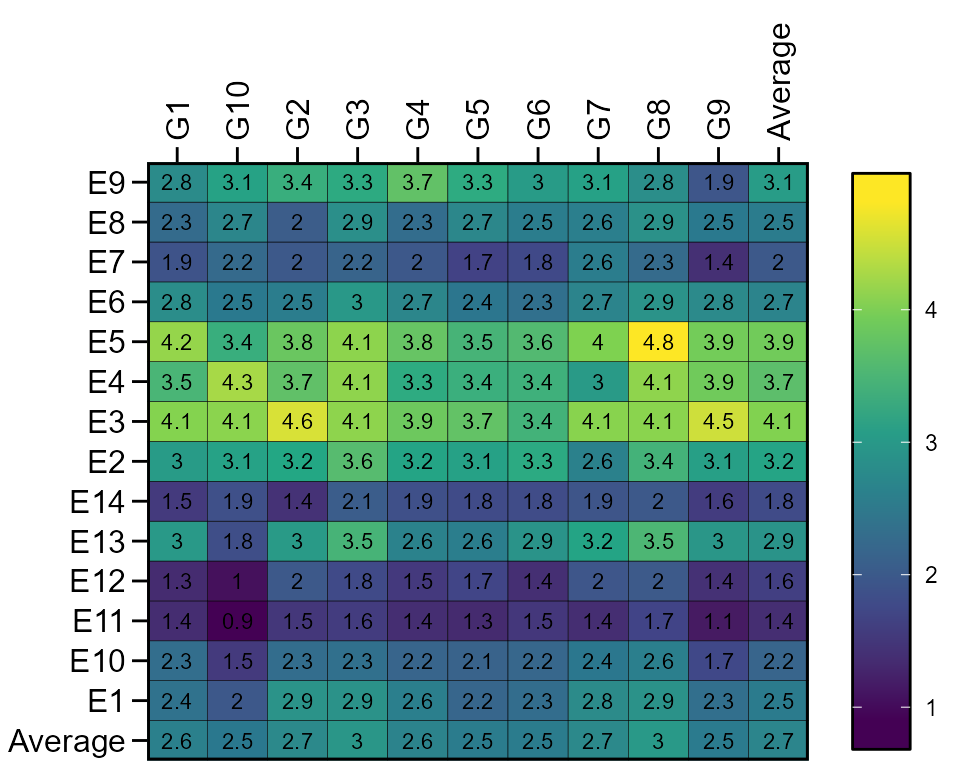 G1 G10 G2 G3 G4 G5 G6 G7 G8 G9 Average
E9 2.8 3.1 3.4 3.3 3.7 3.3 3 3.1 2.8 1.9 3.1
E8 2.3 2.7 2 2.9 2.3 2.7 2.5 2.6 2.9 2.5 2.5
E7 1.9 2.2 2 2.2 2 1.7 1.8 2.6 2.3 1.4 2
E6 2.8 2.5 2.5 3 2.7 2.4 2.3 2.7 2.9 2.8 2.7
E5 4.2 3.4 3.8 4.1 3.8 3.5 3.6 4 4.8 3.9 3.9
E4 3.5 4.3 3.7 4.1 3.3 3.4 3.4 3 4.1 3.9 3.7
E3 4.1 4.1 4.6 4.1 3.9 3.7 3.4 4.1 4.1 4.5 4.1
E2 3 3.1 3.2 3.6 3.2 3.1 3.3 2.6 3.4 3.1 3.2
E14 1.5 1.9 1.4 2.1 1.9 1.8 1.8 1.9 2 1.6 1.8
E13 3 1.8 3 3.5 2.6 2.6 2.9 3.2 3.5 3 2.9
E12 1.3 1 2 1.8 1.5 1.7 1.4 2 2 1.4 1.6
E11 1.4 0.9 1.5 1.6 1.4 1.3 1.5 1.4 1.7 1.1 1.4
E10 2.3 1.5 2.3 2.3 2.2 2.1 2.2 2.4 2.6 1.7 2.2
E1 2.4 2 2.9 2.9 2.6 2.2 2.3 2.8 2.9 2.3 2.5
Average 2.6 2.5 2.7 3 2.6 2.5 2.5 2.7 3 2.5 2.7
4
3
2
1